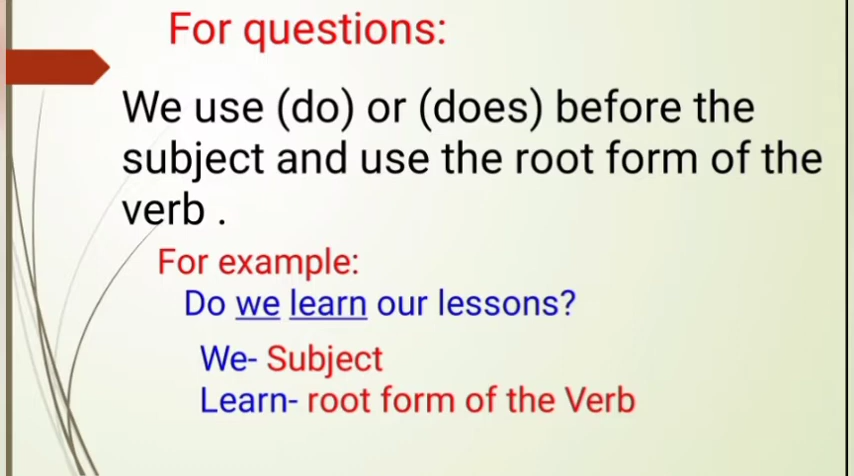 For questions:
We use (do) or (does) before the
subject and use the root form of the
verb .
For example:
Do we learn our lessons?
We- Subject
Learn- root form of the Verb